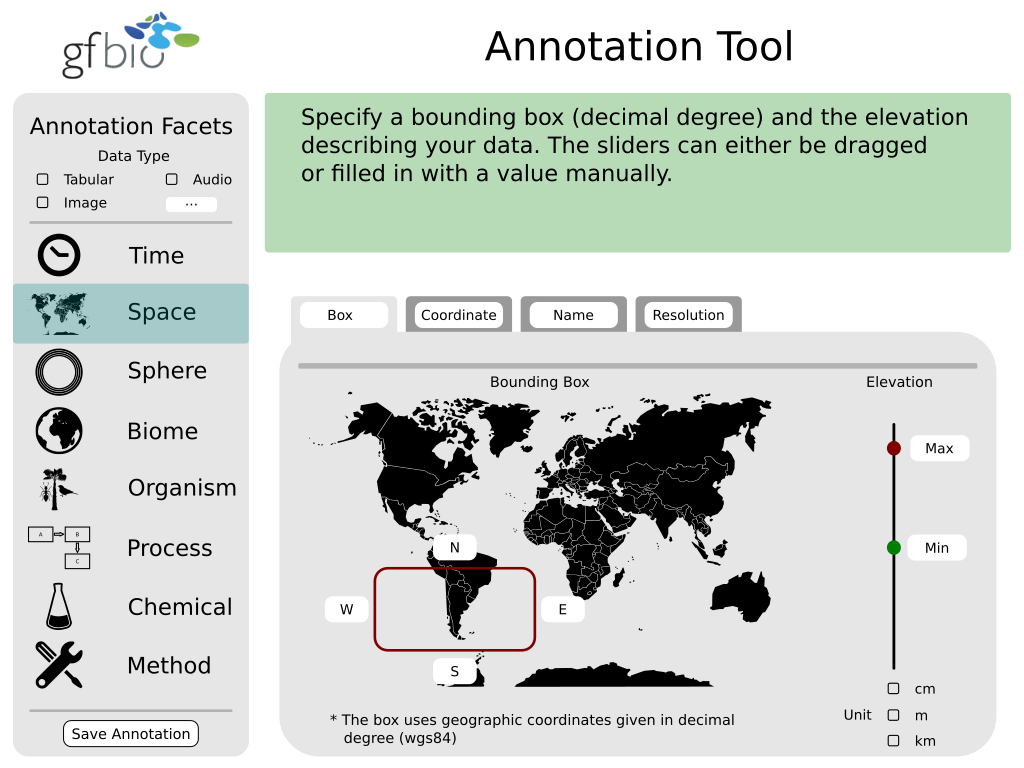 gfbio
Annotation Tool
Annotation Facets
Data Type
Tabular
Audio
Image
...
Time
Space
Sphere
Biome
Organism
A
B
C
Process
Chemical
Method
Save Annotation
Specify a bounding box (decimal degree) and the elevation
describing your data. The sliders can either be dragged
or filled in with a value manually.
Box
Coordinate
Name
Resolution
Bounding Box
Elevation
Max
Min
N
W
E
S
cm
Unit
m
km
* The box uses geographic coordinates given in decimal
degree (wgs84)